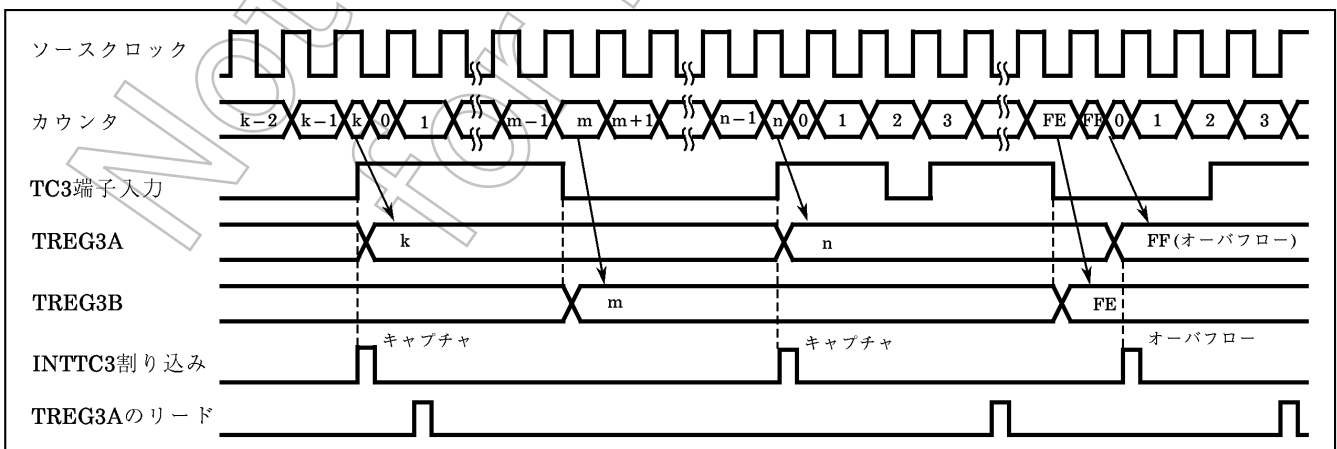 ソースクロック
カウンタ k−2 k−1 k 0 1 m−1 m m+1 n−1 n 0 1 2 3 FE FE 0 1 2 3
TC3端子入力
TREG3A k n FF(オーバフロー)
TREG3B m FE
キャプチャ キャプチャ オーバフロー
INTTC3割り込み
TREG3Aのリード
Not
for